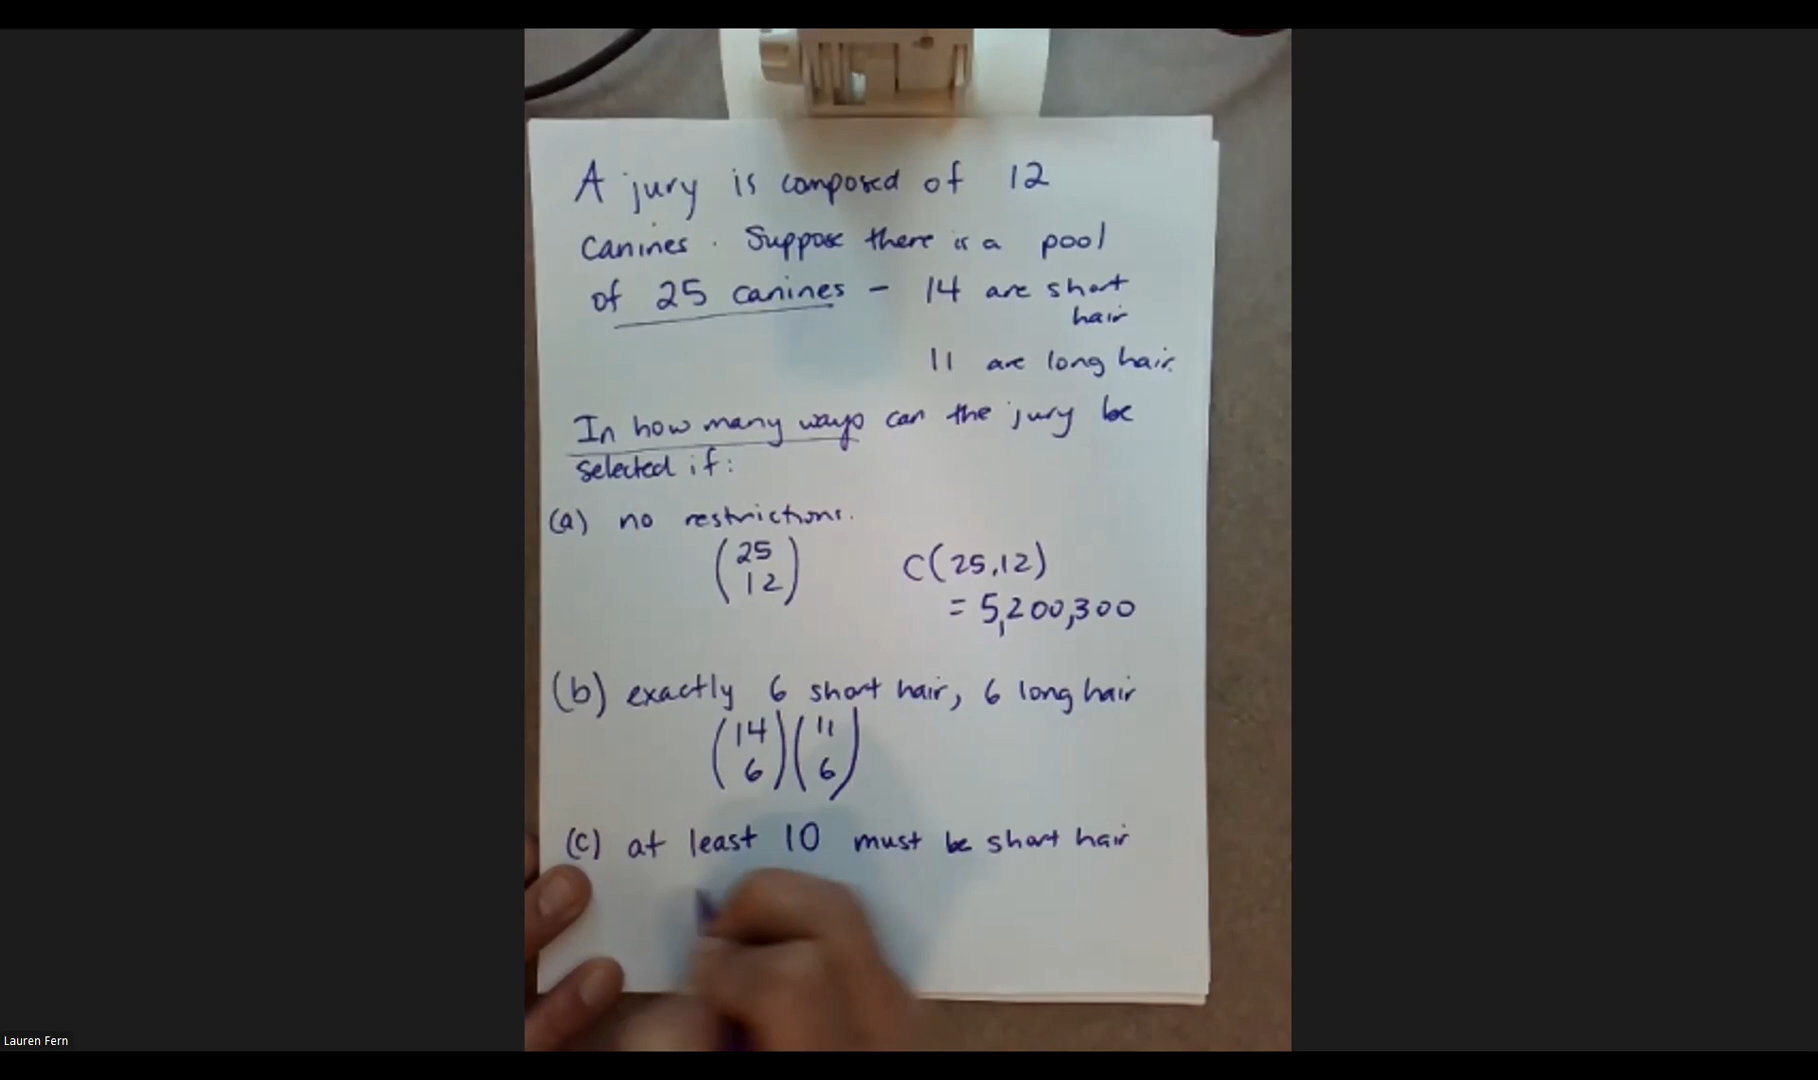 A jury is composed of 12
canines. Suppose there is a pool
of 25 canines - 14 are short
hair
11 are long hair.
In how many ways can the jury be
selected if:
(a) no restrictions.
(25 12) C(25,12)
= 5,200,300
(b) exactly 6 short hair, 6 long hair
(14 6)(11 6)
(c) at least 10 must be short hair
Lauren Fern